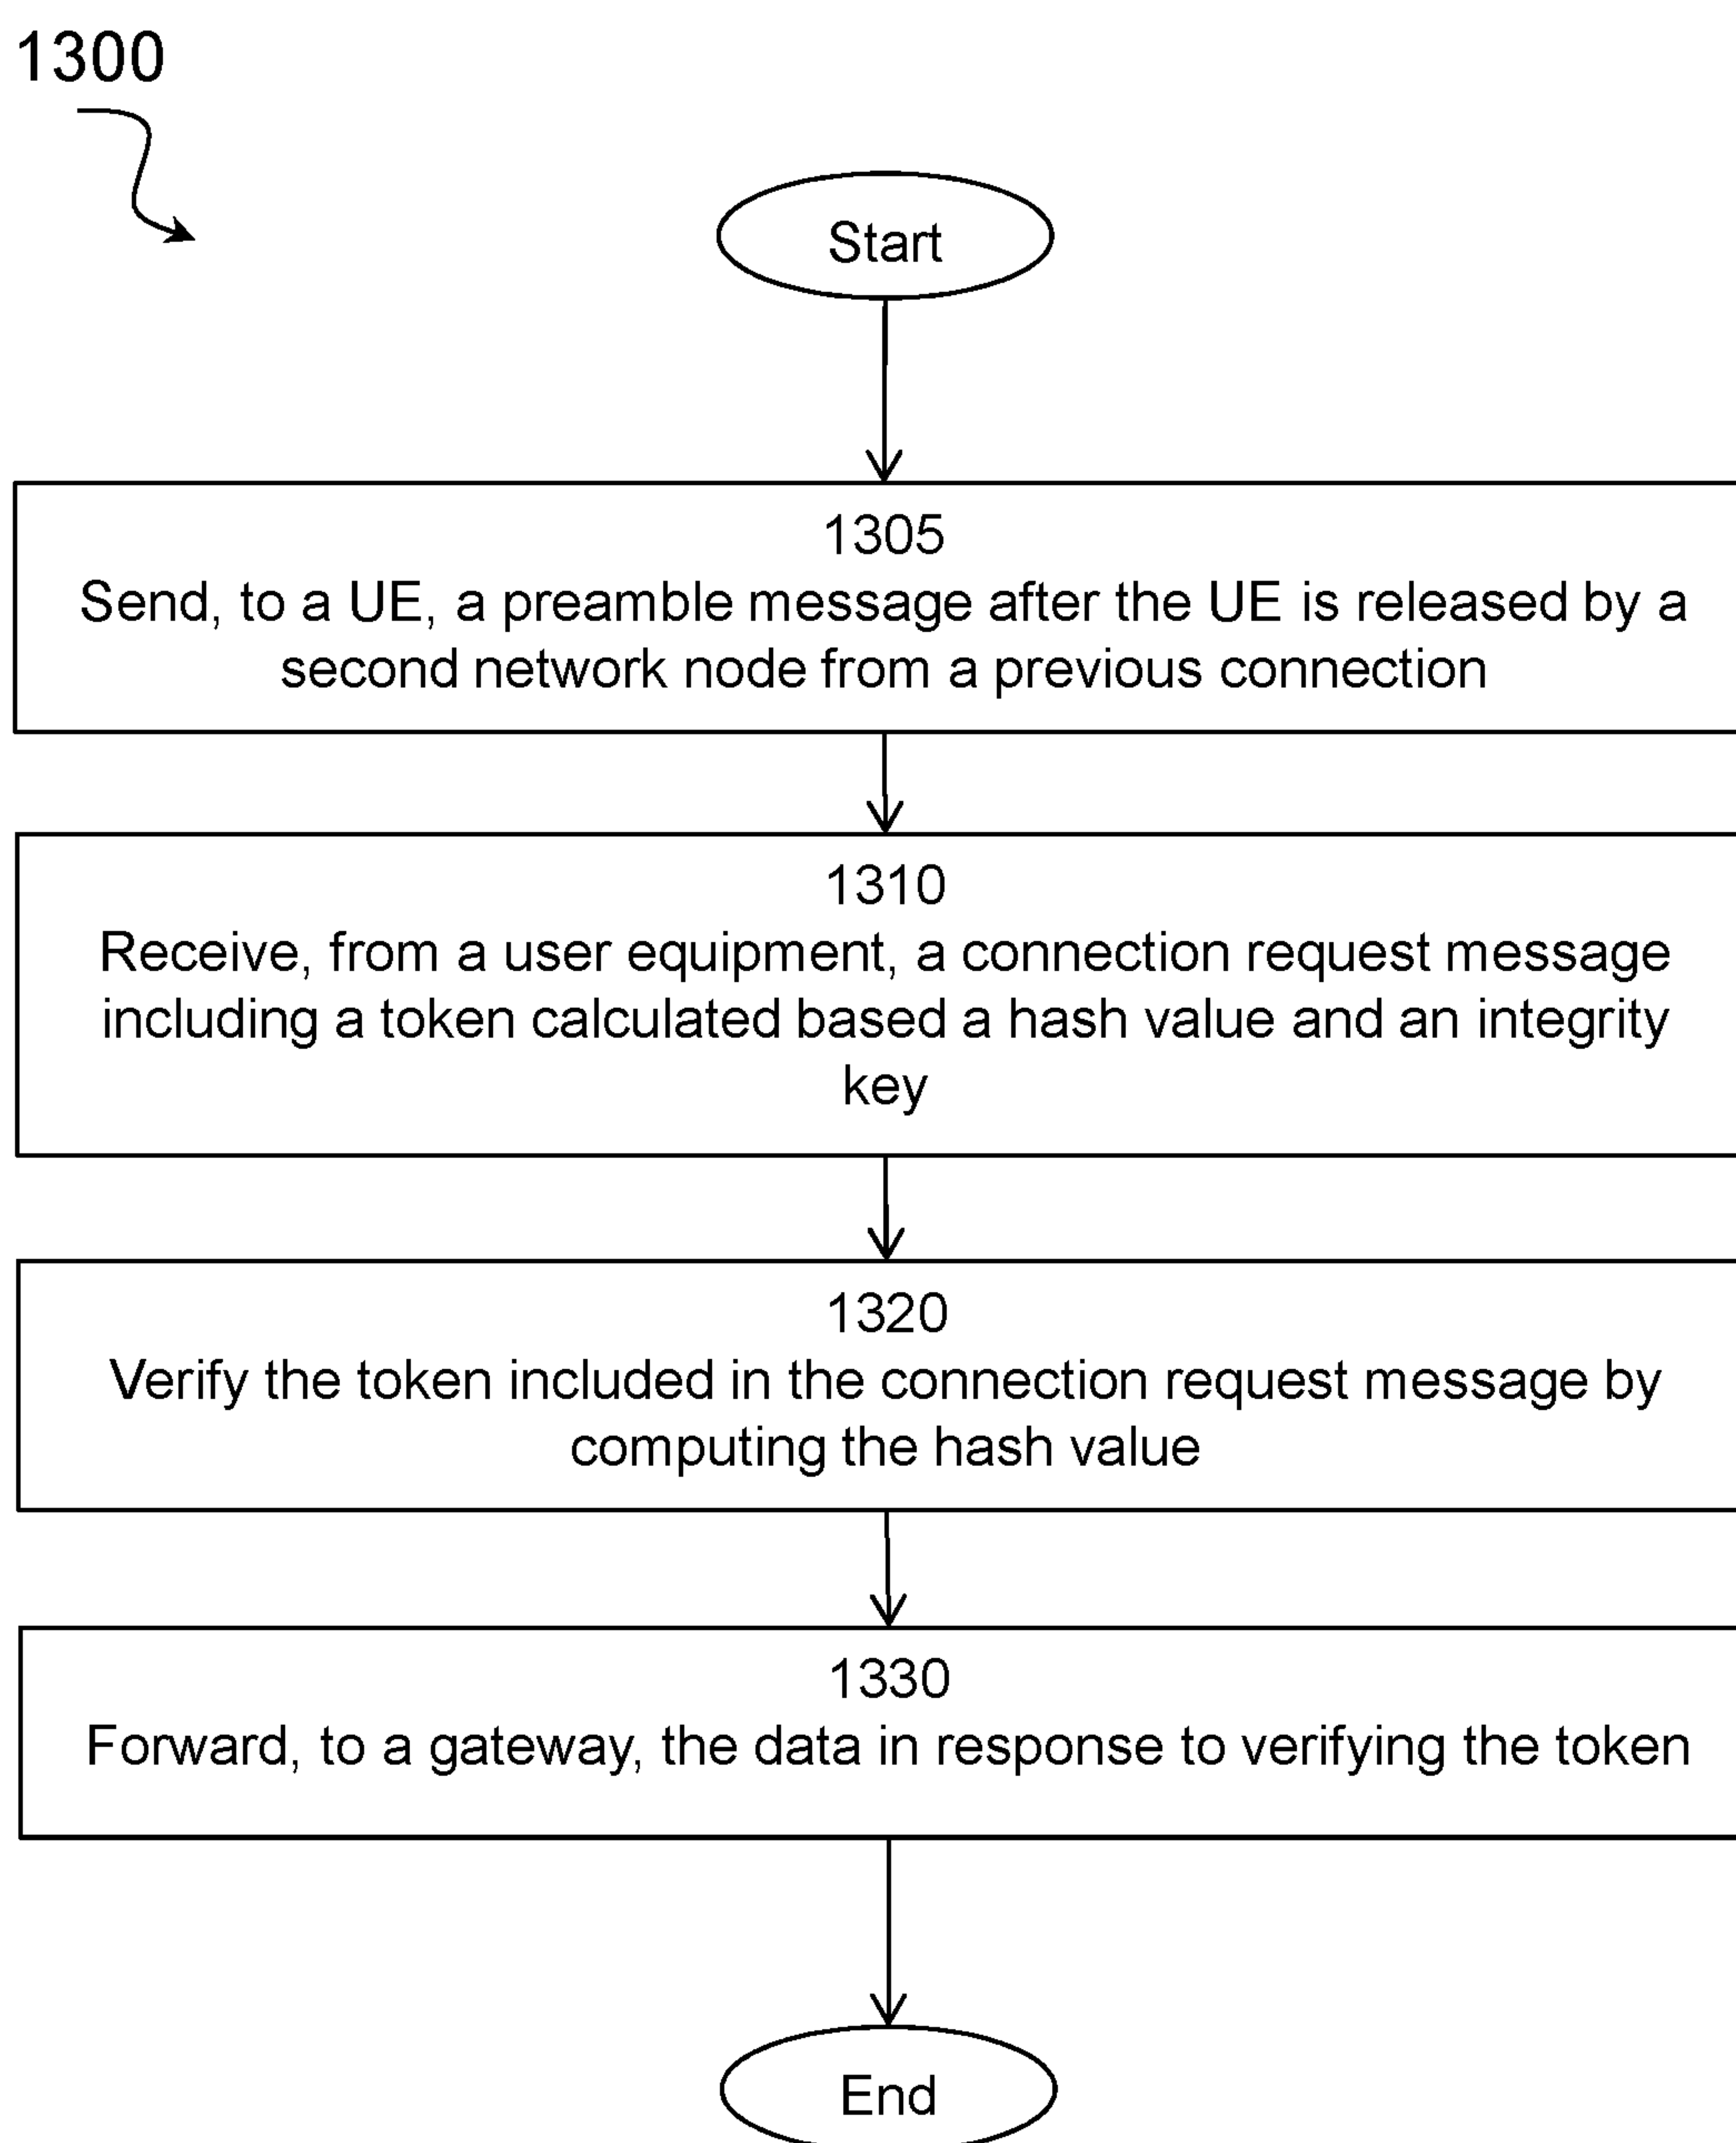 1300
Start
1305
Send, to a UE, a preamble message after the UE is released by a
second network node from a previous connection
1310
Receive, from a user equipment, a connection request message
including a token calculated based a hash value and an integrity
key
1320
Verify the token included in the connection request message by
computing the hash value
1330
Forward, to a gateway, the data in response to verifying the token
End